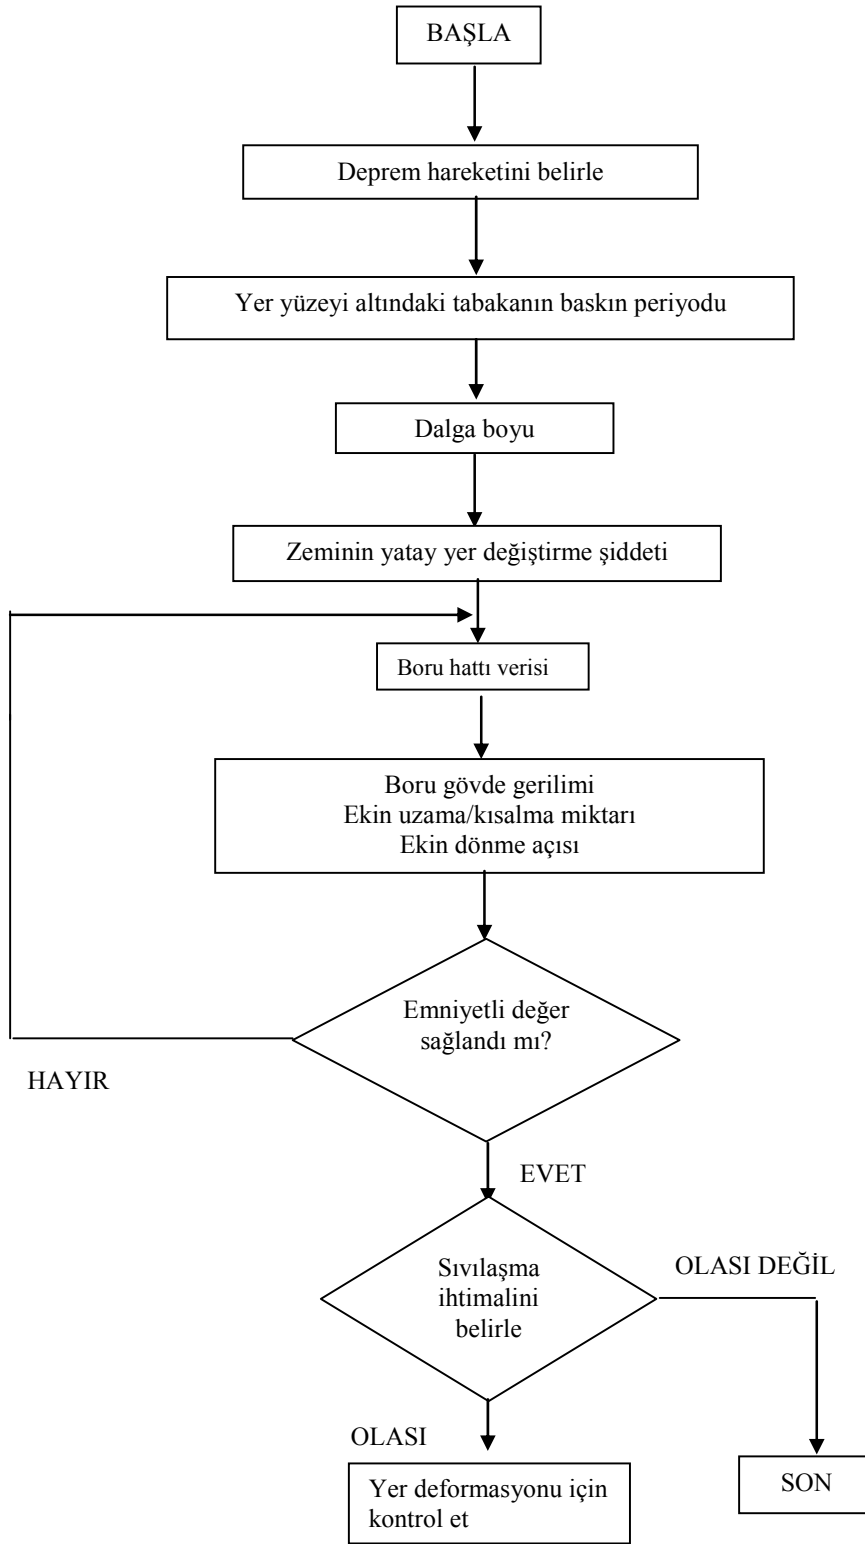 BAŞLA
Deprem hareketini belirle
Yer yüzeyi altındaki tabakanın baskın periyodu
Dalga boyu
Zeminin yatay yer değiştirme şiddeti
Boru hattı verisi
Boru gövde gerilimi
Ekin uzama/kısalma miktarı
Ekin dönme açısı
Emniyetli değer
sağlandı mı?
HAYIR
EVET
Sıvılaşma
ihtimalini
belirle
OLASI DEĞİL
OLASI
Yer deformasyonu için
kontrol et
SON